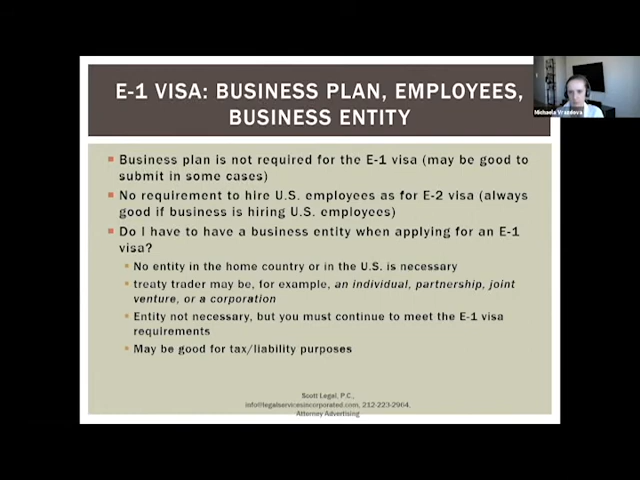 E-1 VISA: BUSINESS PLAN, EMPLOYEES,
BUSINESS ENTITY
Business plan is not required for the E-1 visa (may be good to
submit in some cases)
No requirement to hire U.S. employees as for E-2 visa (always
good if business is hiring U.S. employees)
Do I have to have a business entity when applying for an E-1
visa?
No entity in the home country or in the U.S. is necessary
treaty trader may be, for example, an individual, partnership, joint
venture, or a corporation
Entity not necessary, but you must continue to meet the E-1 visa
requirements
May be good for tax/liability purposes
Scott Legal, P.C.,
info@legalservicesincorporated.com, 212-223-2964,
Attorney Advertising
Michaela